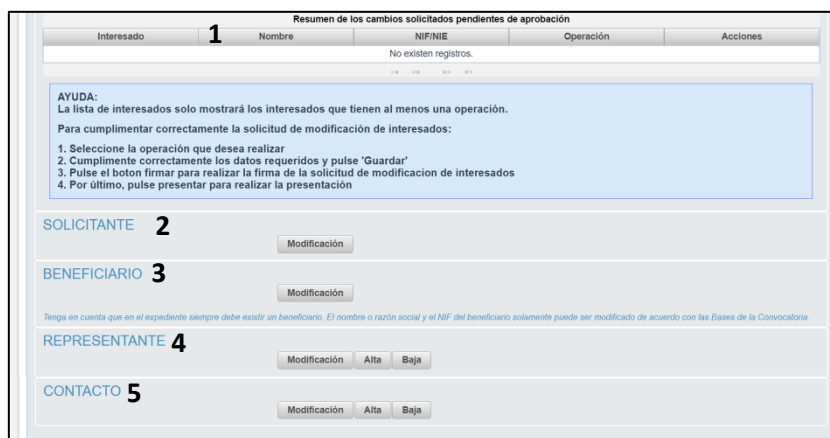 Resumen de los cambios solicitados pendientes de aprobación
Interesado 1 Nombre NIF/NIE Operación Acciones
No existen registros.
AYUDA:
La lista de interesados solo mostrará los interesados que tienen al menos una operación.
Para cumplimentar correctamente la solicitud de modificación de interesados:
1. Seleccione la operación que desea realizar
2. Cumplimente correctamente los datos requeridos y pulse 'Guardar'
3. Pulse el boton firmar para realizar la firma de la solicitud de modificacion de interesados
4. Por último, pulse presentar para realizar la presentación
SOLICITANTE 2
Modificación
BENEFICIARIO 3
Modificación
Tenga en cuenta que en el expediente siempre debe existir un beneficiario. El nombre o razón social y el NIF del beneficiario solamente puede ser modificado de acuerdo con las Bases de la Convocatoria.
REPRESENTANTE 4
Modificación Alta Baja
CONTACTO 5
Modificación Alta Baja